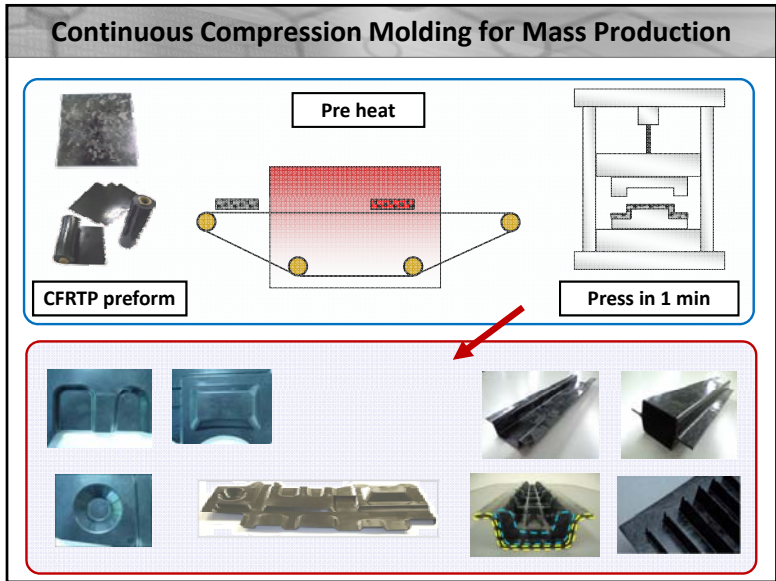 Continuous Compression Molding for Mass Production
Pre heat
CFRTP preform
Press in 1 min